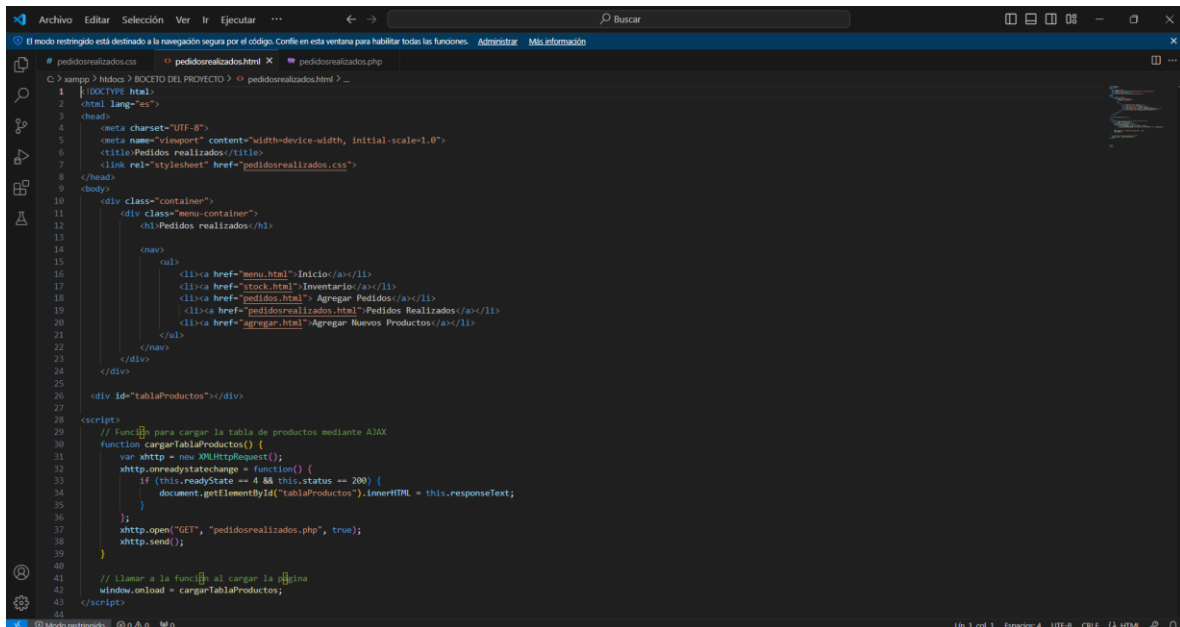 Archivo Editar Selección Ver Ir Ejecutar ···
Buscar
El modo restringido está destinado a la navegación segura por el código. Confíe en esta ventana para habilitar todas las funciones. Administrar Más información
# pedidosrealizados.css <> pedidosrealizados.html X pedidosrealizados.php
C: > xampp > htdocs > BOCETO DEL PROYECTO > <> pedidosrealizados.html > ...
1 <!DOCTYPE html>
2 <html lang="es">
3 <head>
4 <meta charset="UTF-8">
5 <meta name="viewport" content="width=device-width, initial-scale=1.0">
6 <title>Pedidos realizados</title>
7 <link rel="stylesheet" href="pedidosrealizados.css">
8 </head>
9 <body>
10 <div class="container">
11 <div class="menu-container">
12 <h1>Pedidos realizados</h1>
13
14 <nav>
15 <ul>
16 <li><a href="menu.html">Inicio</a></li>
17 <li><a href="stock.html">Inventario</a></li>
18 <li><a href="pedidos.html"> Agregar Pedidos</a></li>
19 <li><a href="pedidosrealizados.html">Pedidos Realizados</a></li>
20 <li><a href="agregar.html">Agregar Nuevos Productos</a></li>
21 </ul>
22 </nav>
23 </div>
24 </div>
25
26 <div id="tablaProductos"></div>
27
28 <script>
29 // Función para cargar la tabla de productos mediante AJAX
30 function cargarTablaProductos() {
31 var xhttp = new XMLHttpRequest();
32 xhttp.onreadystatechange = function() {
33 if (this.readyState == 4 && this.status == 200) {
34 document.getElementById("tablaProductos").innerHTML = this.responseText;
35 }
36 };
37 xhttp.open("GET", "pedidosrealizados.php", true);
38 xhttp.send();
39 }
40
41 // Llamar a la función al cargar la página
42 window.onload = cargarTablaProductos;
43 </script>
44
Modo restringido 0 0 0 Lín. 1, col. 1 Espacios: 4 UTF-8 CRLF HTML